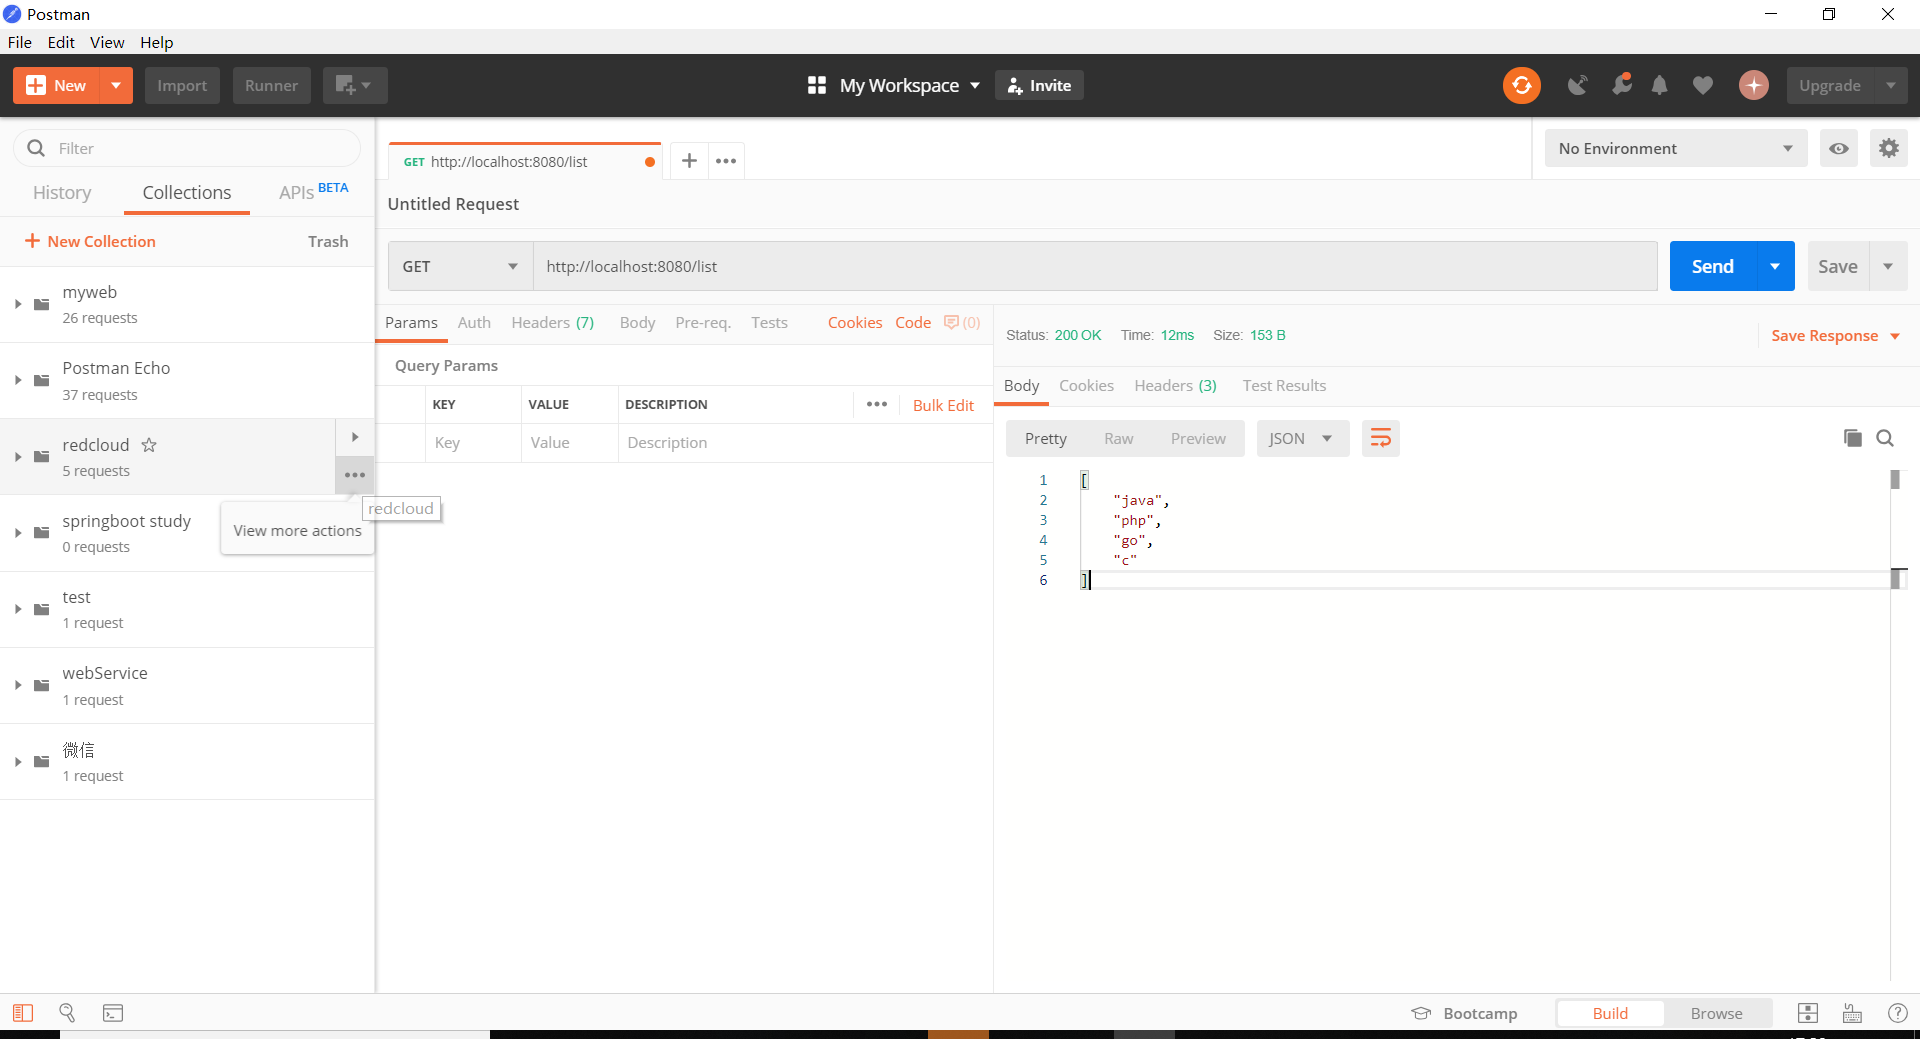 Postman
File Edit View Help
New Import Runner My Workspace Invite Upgrade
Filter
History Collections APIs BETA
New Collection Trash
myweb
26 requests
Postman Echo
37 requests
redcloud
5 requests
redcloud
View more actions
springboot study
0 requests
test
1 request
webService
1 request
微信
1 request
GET http://localhost:8080/list
No Environment
Untitled Request
GET http://localhost:8080/list Send Save
Params Auth Headers (7) Body Pre-req. Tests Cookies Code (0)
Query Params
KEY VALUE DESCRIPTION Bulk Edit
Key Value Description
Status: 200 OK Time: 12ms Size: 153 B Save Response
Body Cookies Headers (3) Test Results
Pretty Raw Preview JSON
1 [
2 "java",
3 "php",
4 "go",
5 "c"
6 ]
Bootcamp Build Browse